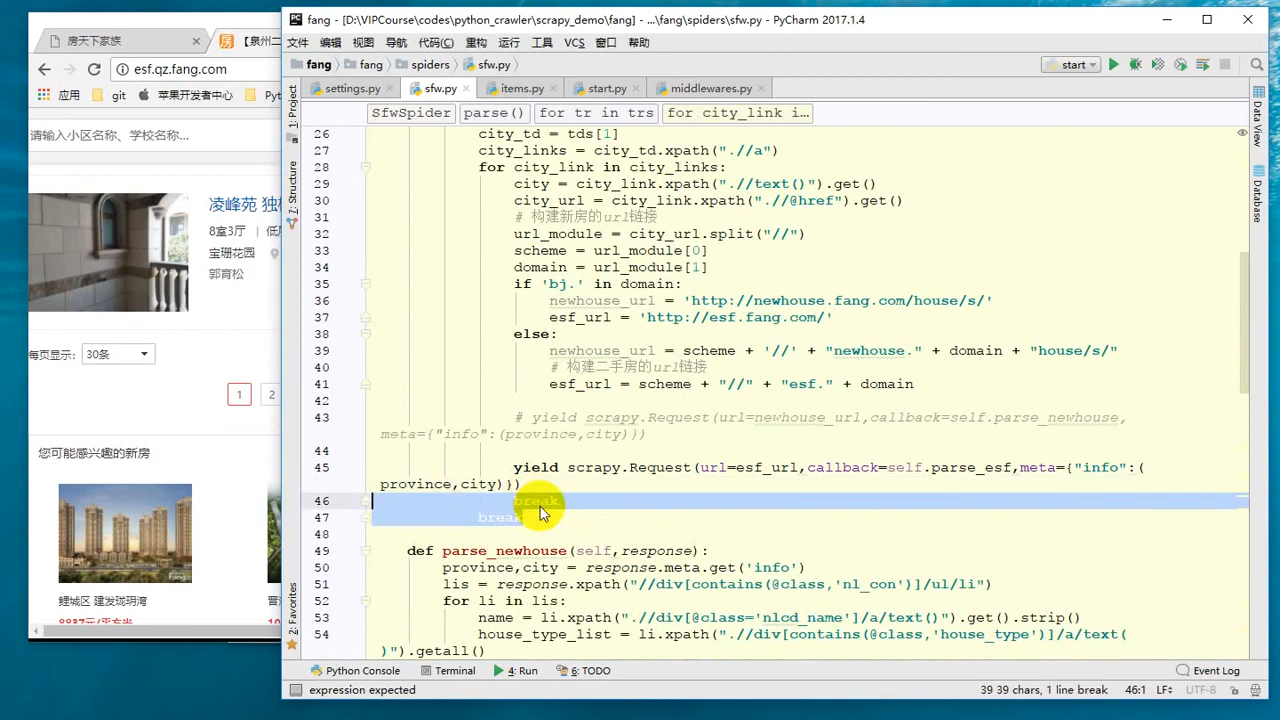 fang - [D:\VIPCourse\codes\python_crawler\scrapy_demo\fang] - ...\fang\spiders\sfw.py - PyCharm 2017.1.4
文件 编辑 视图 导航 代码(C) 重构 运行 工具 VCS 窗口 帮助
fang fang spiders sfw.py start
settings.py sfw.py items.py start.py middlewares.py
SfwSpider parse() for tr in trs for city_link i...
26 city_td = tds[1]
27 city_links = city_td.xpath(".//a")
28 for city_link in city_links:
29 city = city_link.xpath(".//text()").get()
30 city_url = city_link.xpath(".//@href").get()
31 # 构建新房的url链接
32 url_module = city_url.split("//")
33 scheme = url_module[0]
34 domain = url_module[1]
35 if 'bj.' in domain:
36 newhouse_url = 'http://newhouse.fang.com/house/s/'
37 esf_url = 'http://esf.fang.com/'
38 else:
39 newhouse_url = scheme + '//' + "newhouse." + domain + "house/s/"
40 # 构建二手房的url链接
41 esf_url = scheme + "//" + "esf." + domain
42
43 # yield scrapy.Request(url=newhouse_url,callback=self.parse_newhouse,
meta={"info":(province,city)})
44
45 yield scrapy.Request(url=esf_url,callback=self.parse_esf,meta={"info":(
province,city)})
46 break
47 break
48
49 def parse_newhouse(self,response):
50 province,city = response.meta.get('info')
51 lis = response.xpath("//div[contains(@class,'nl_con')]/ul/li")
52 for li in lis:
53 name = li.xpath(".//div[@class='nlcd_name']/a/text()").get().strip()
54 house_type_list = li.xpath(".//div[contains(@class,'house_type')]/a/text(
)").getall()
1: Project
7: Structure
2: Favorites
Data View
Database
Python Console Terminal 4: Run 6: TODO Event Log
expression expected 39 39 chars, 1 line break 46:1 LF UTF-8
房天下家族 【泉州二
esf.qz.fang.com
应用 git 苹果开发者中心 Pyt
请输入小区名称、学校名称...
8室3厅 |
宝珊花园
郭育松
每页显示: 30条
1 2
您可能感兴趣的新房
鲤城区 建发珑玥湾
8837元/平方米